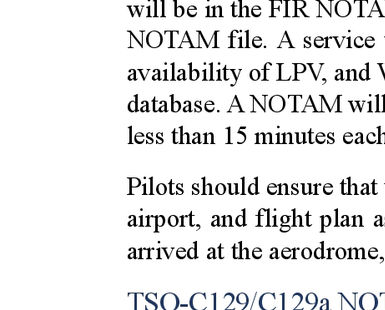 will be in the FIR NOTA
NOTAM file. A service
availability of LPV, and
database. A NOTAM will
less than 15 minutes each
Pilots should ensure that
airport, and flight plan a
arrived at the aerodrome,
TSO-C129/C129a NOT